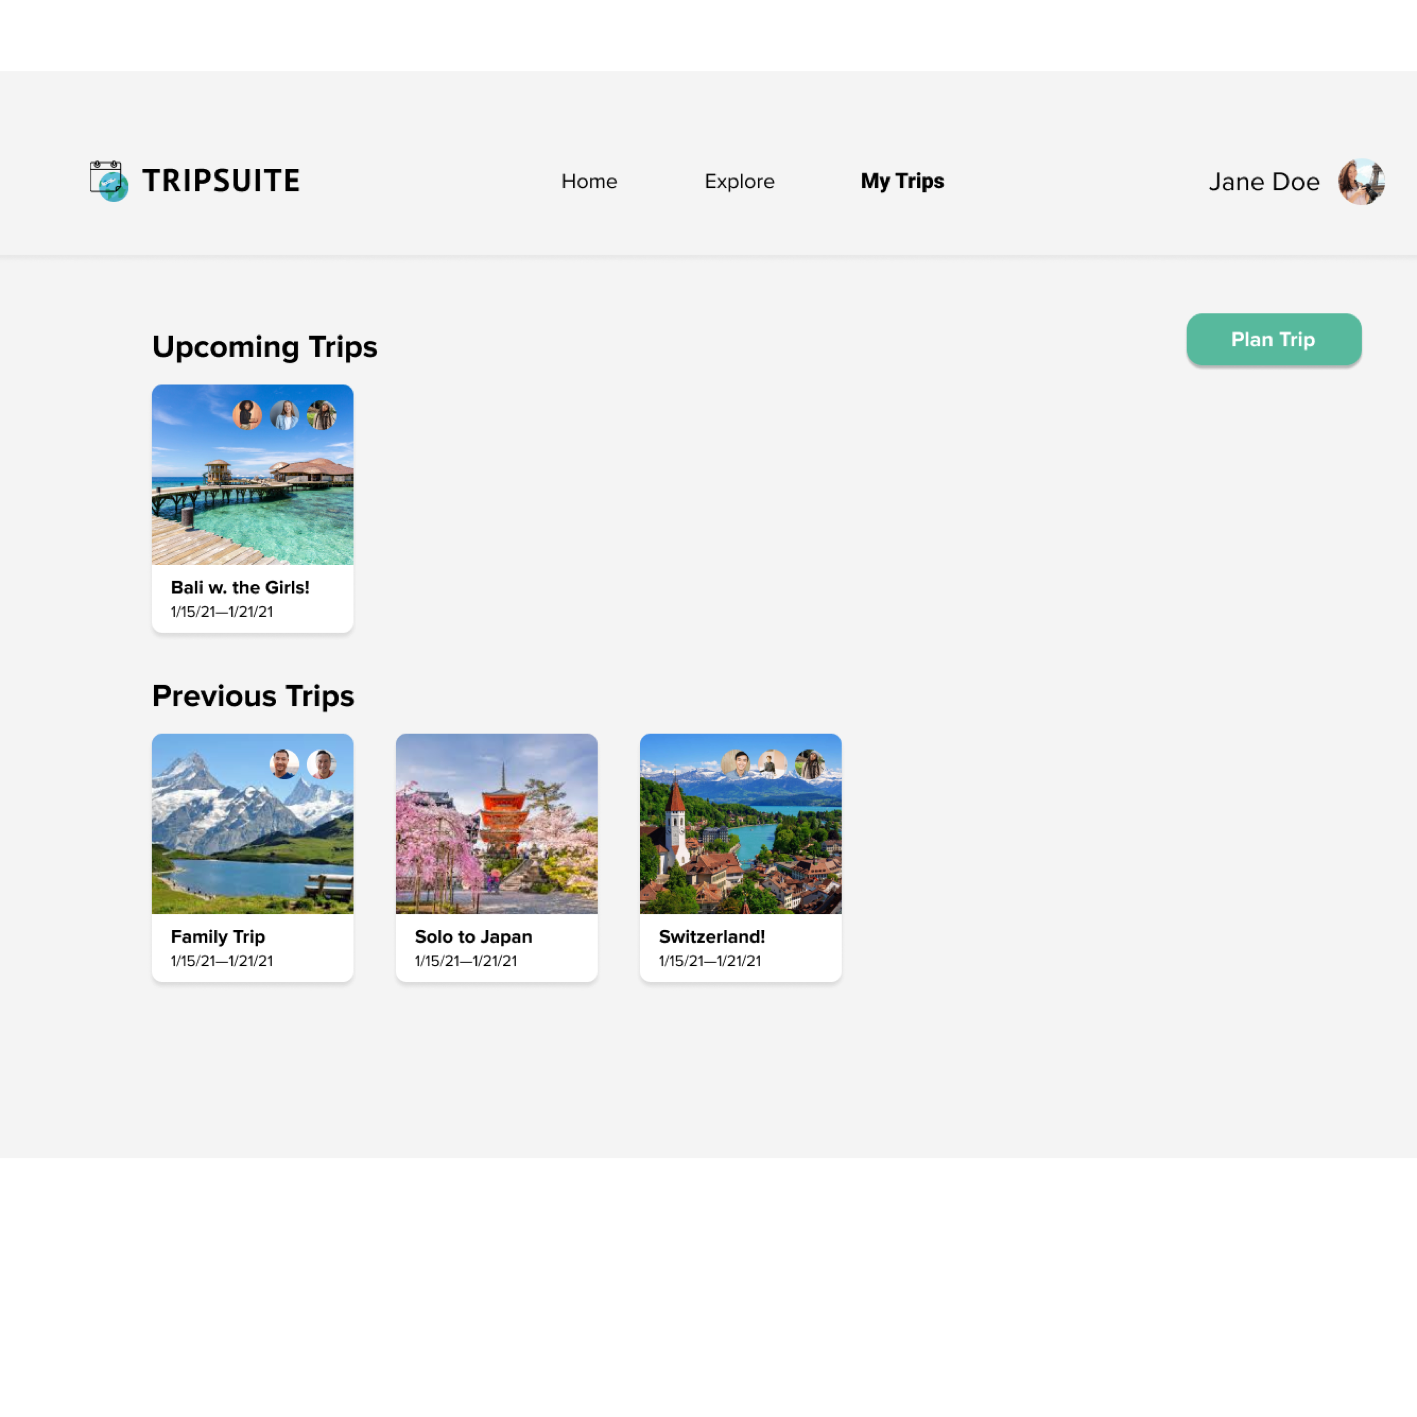 TRIPSUITE
Home
Explore
My Trips
Jane Doe
Upcoming Trips
Plan Trip
Bali w. the Girls!
1/15/21—1/21/21
Previous Trips
Family Trip
1/15/21—1/21/21
Solo to Japan
1/15/21—1/21/21
Switzerland!
1/15/21—1/21/21